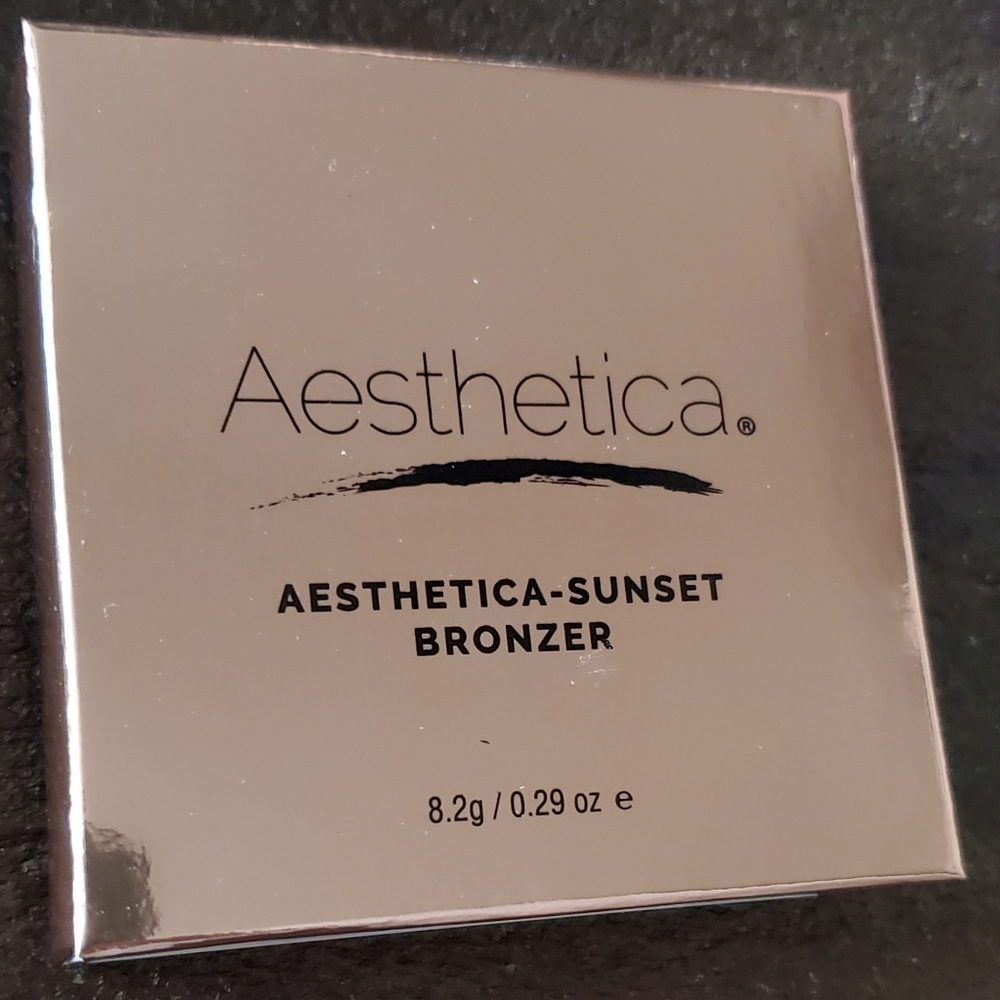 Aesthetica®
AESTHETICA-SUNSET
BRONZER
8.2g / 0.29 oz e